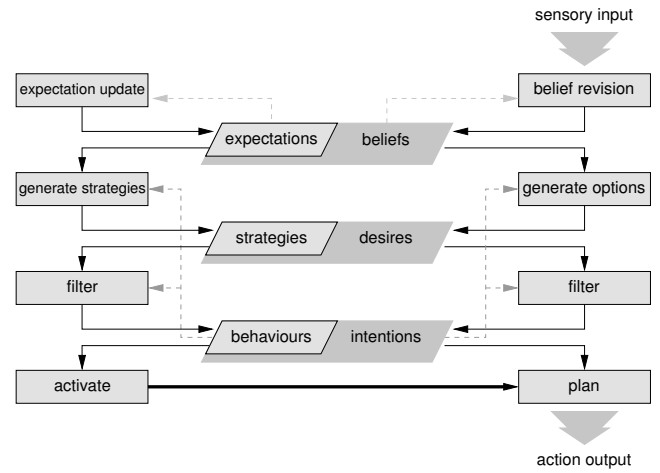 sensory input
expectation update
belief revision
expectations
beliefs
generate strategies
generate options
strategies
desires
filter
filter
behaviours
intentions
activate
plan
action output